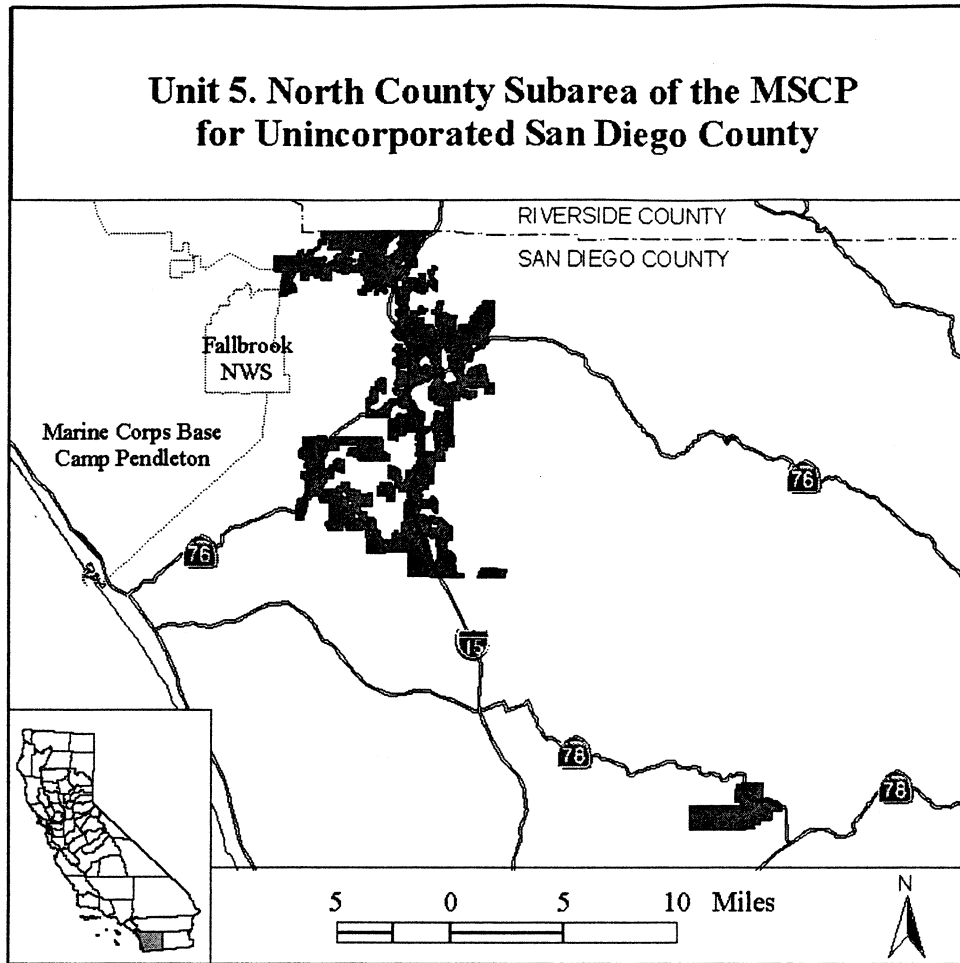 Unit 5. North County Subarea of the MSCP
for Unincorporated San Diego County
RIVERSIDE COUNTY
SAN DIEGO COUNTY
Fallbrook
NWS
Marine Corps Base
Camp Pendleton
76
76
15
78
78
5 0 5 10 Miles
N